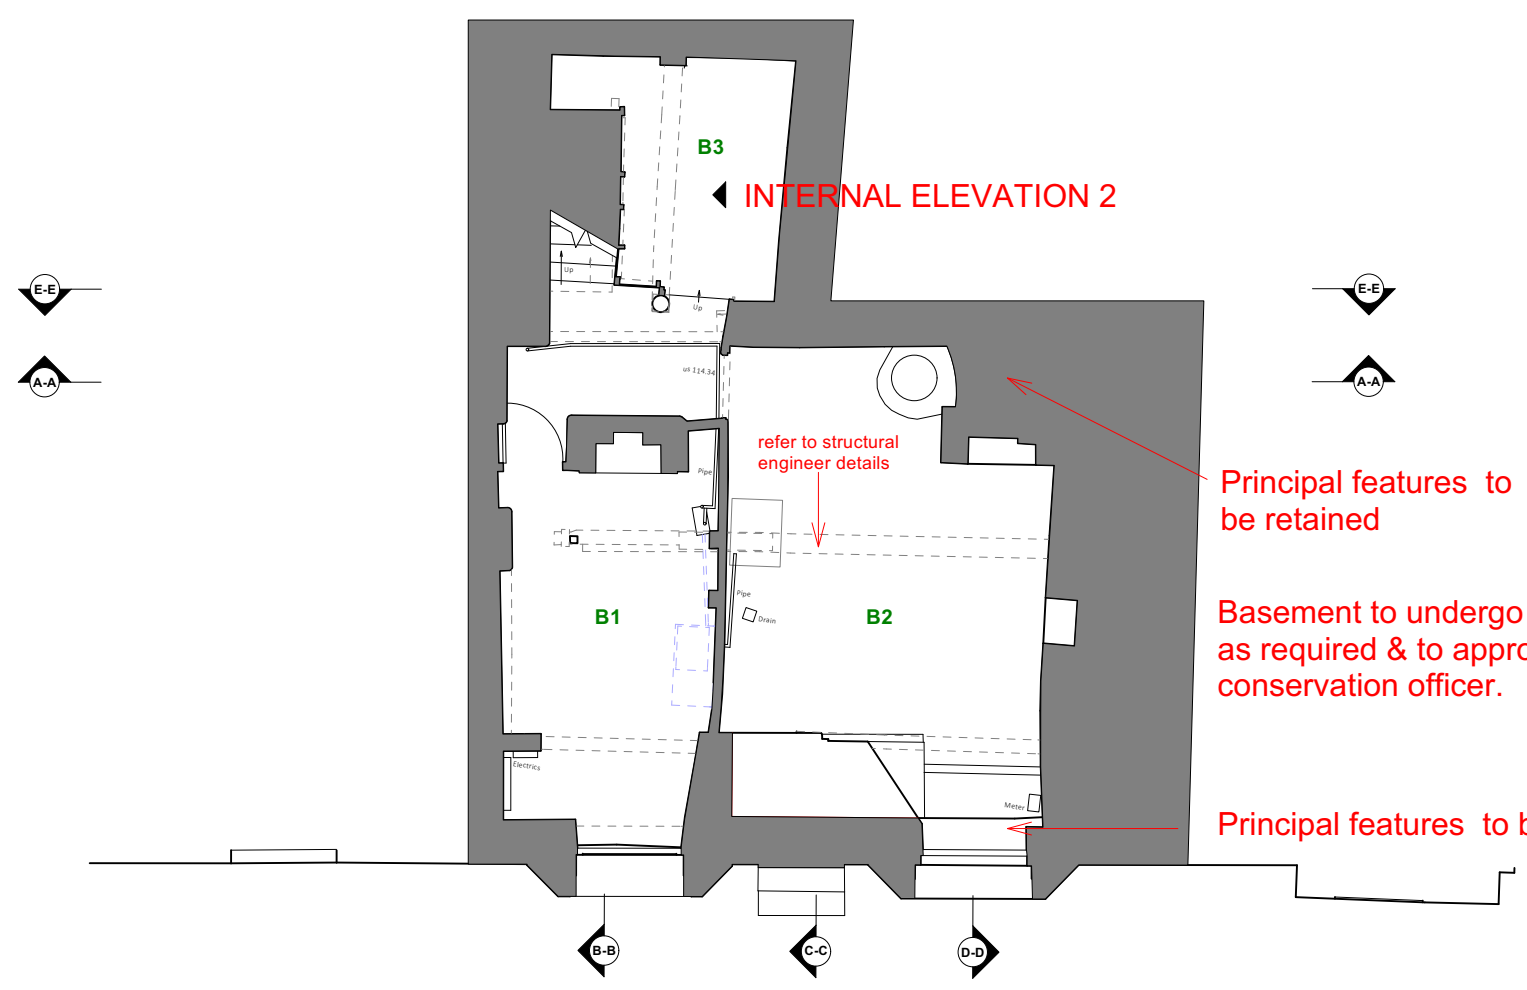 B3
INTERNAL ELEVATION 2
Up
Up
E-E
E-E
A-A
A-A
us 114.34
refer to structural
engineer details
Pipe
Principal features to
be retained
Pipe
Drain
B1
B2
Basement to undergo
as required & to appro
conservation officer.
Electrics
Meter
Principal features to b
B-B
C-C
D-D